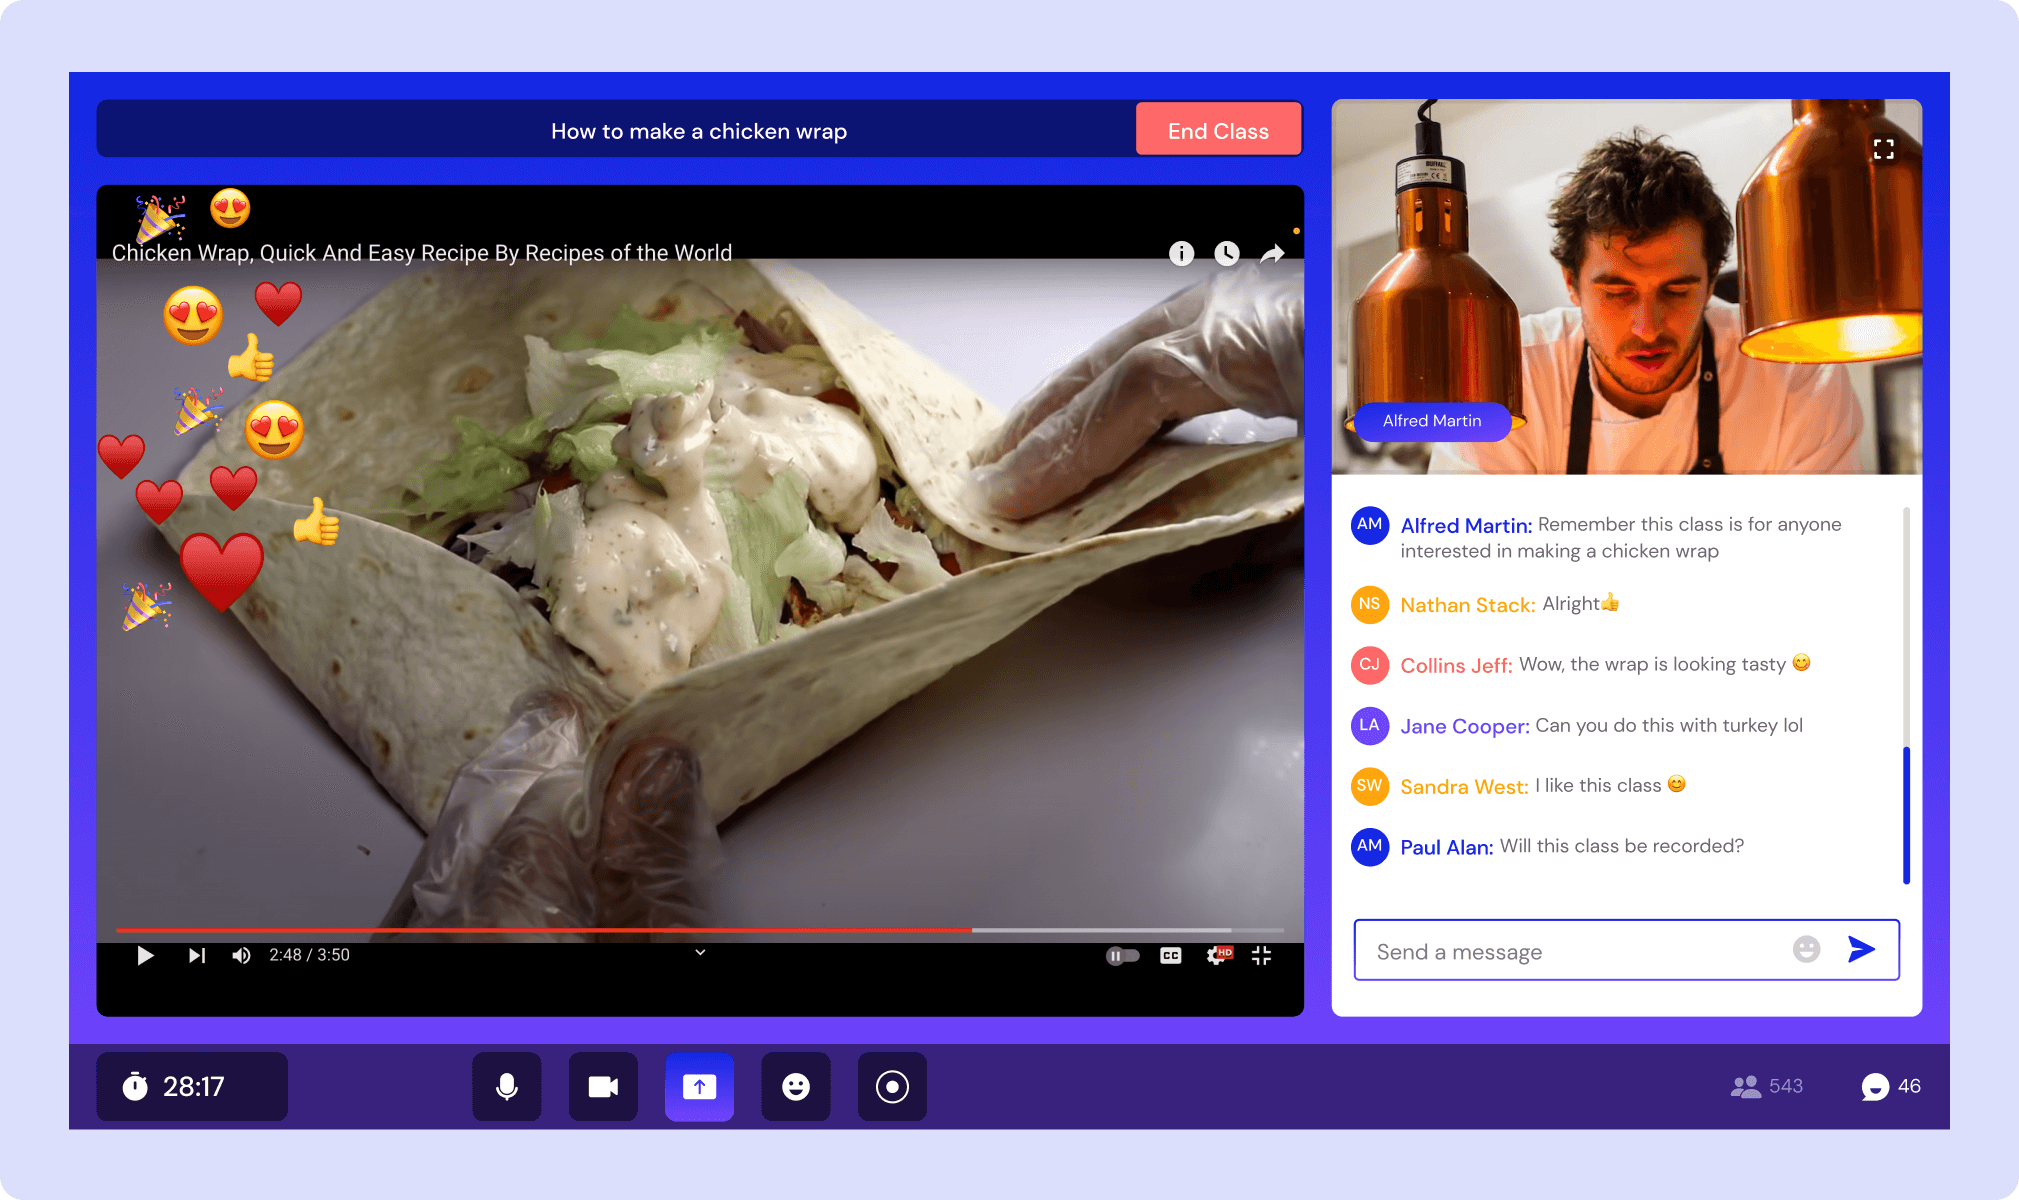 How to make a chicken wrap
End Class
Chicken Wrap, Quick And Easy Recipe By Recipes of the World
2:48 / 3:50
CC
HD
BUFFALO
Alfred Martin
AM
Alfred Martin: Remember this class is for anyone
interested in making a chicken wrap
NS
Nathan Stack: Alright👍
CJ
Collins Jeff: Wow, the wrap is looking tasty 😋
LA
Jane Cooper: Can you do this with turkey lol
SW
Sandra West: I like this class 😊
AM
Paul Alan: Will this class be recorded?
Send a message
28:17
543
46